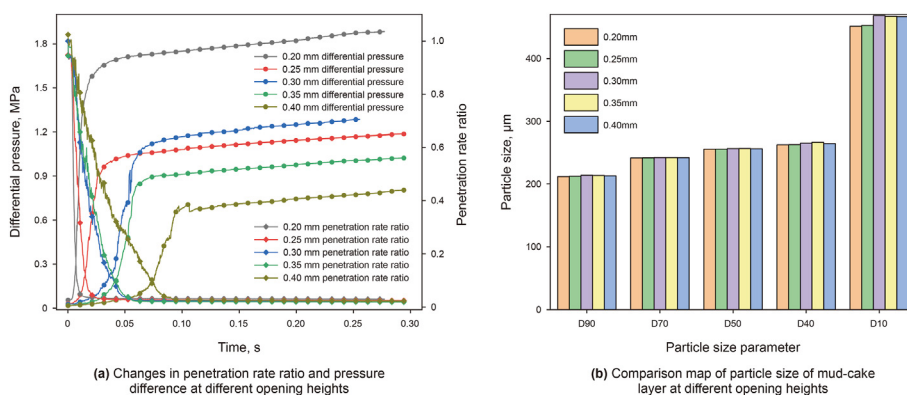 1.8
1.5
1.2
0.9
0.6
0.3
0
Differential pressure, MPa
0.20 mm differential pressure
0.25 mm differential pressure
0.30 mm differential pressure
0.35 mm differential pressure
0.40 mm differential pressure
0.20 mm penetration rate ratio
0.25 mm penetration rate ratio
0.30 mm penetration rate ratio
0.35 mm penetration rate ratio
0.40 mm penetration rate ratio
1.0
0.8
0.6
0.4
0.2
0
Penetration rate ratio
0 0.05 0.10 0.15 0.20 0.25 0.30
Time, s
(a) Changes in penetration rate ratio and pressure
difference at different opening heights
400
300
200
100
0
Particle size, μm
0.20mm
0.25mm
0.30mm
0.35mm
0.40mm
D90 D70 D50 D40 D10
Particle size parameter
(b) Comparison map of particle size of mud-cake
layer at different opening heights